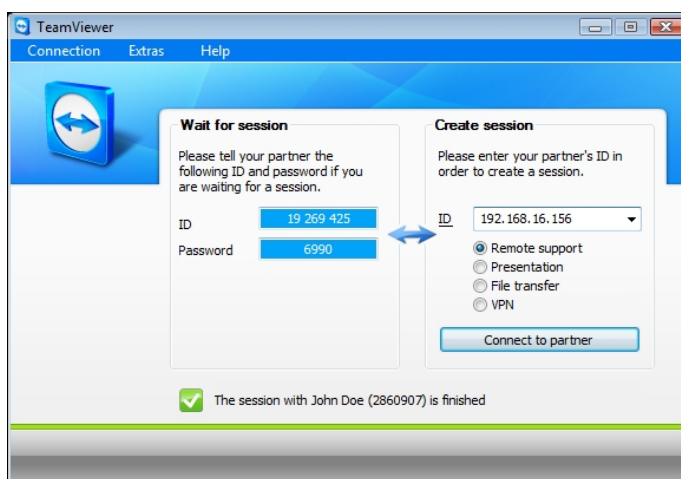 TeamViewer
Connection Extras Help
Wait for session
Please tell your partner the
following ID and password if you
are waiting for a session.
ID 19 269 425
Password 6990
Create session
Please enter your partner's ID in
order to create a session.
ID 192.168.16.156
Remote support
Presentation
File transfer
VPN
Connect to partner
The session with John Doe (2860907) is finished